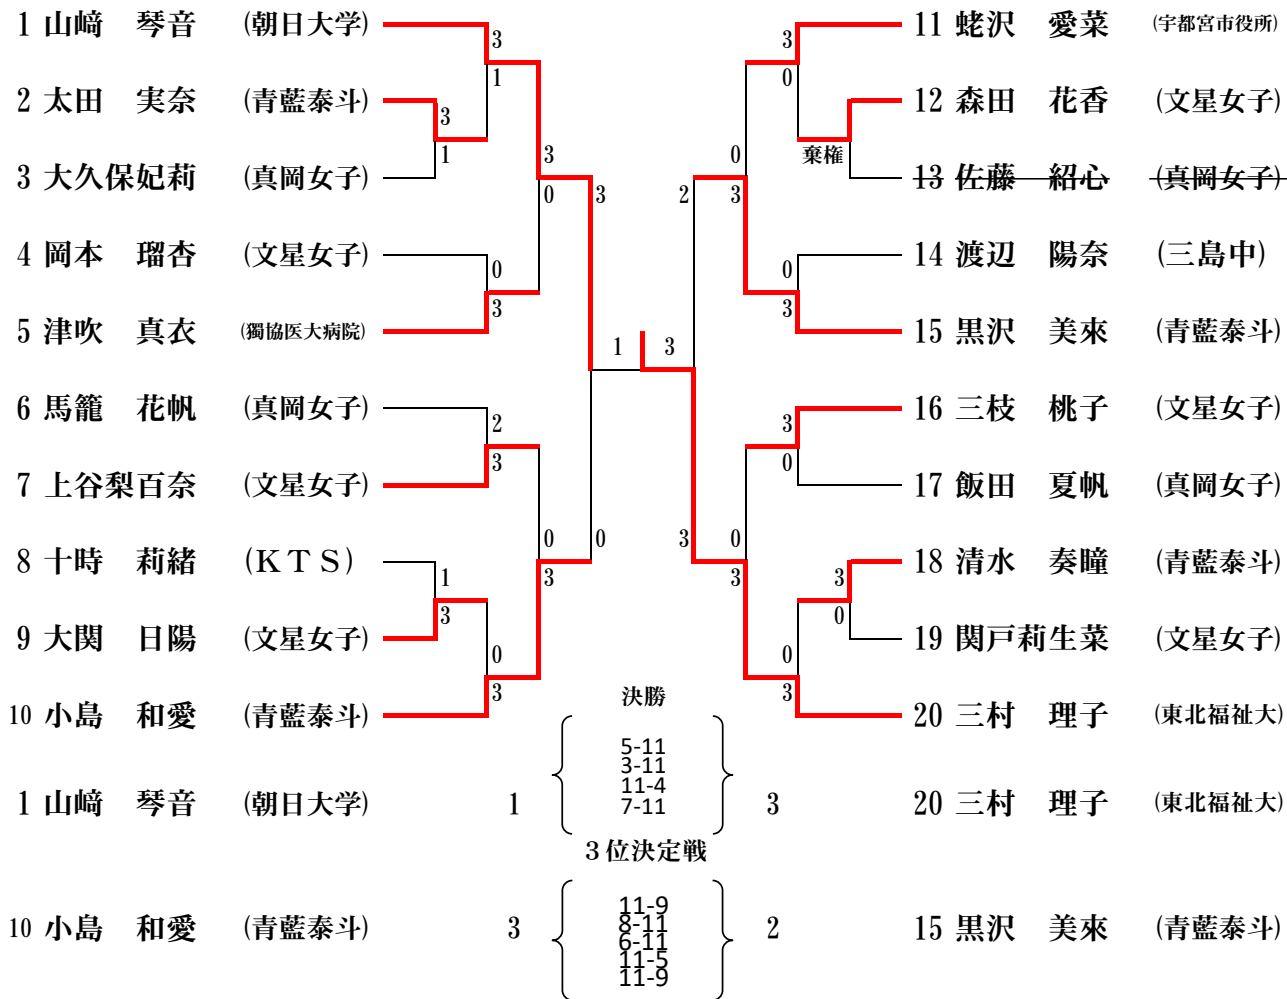 1 山﨑　琴音 (朝日大学)
3
1
2 太田　実奈 (青藍泰斗)
3
1
3 大久保妃莉 (真岡女子)
3
0
3
4 岡本　瑠杏 (文星女子)
0
3
5 津吹　真衣 (獨協医大病院)
1
6 馬籠　花帆 (真岡女子)
2
3
7 上谷梨百奈 (文星女子)
0
3
0
8 十時　莉緒 (ＫＴＳ)
1
3
9 大関　日陽 (文星女子)
0
3
10 小島　和愛 (青藍泰斗)
11 蛯沢　愛菜 (宇都宮市役所)
3
0
12 森田　花香 (文星女子)
棄権
13 佐藤　紹心 (真岡女子)
0
3
2
14 渡辺　陽奈 (三島中)
0
3
15 黒沢　美來 (青藍泰斗)
3
16 三枝　桃子 (文星女子)
3
0
17 飯田　夏帆 (真岡女子)
3
0
3
18 清水　奏瞳 (青藍泰斗)
3
0
19 関戸莉生菜 (文星女子)
0
3
20 三村　理子 (東北福祉大)
決勝
5-11
3-11
11-4
7-11
1 山﨑　琴音 (朝日大学) 1 3 20 三村　理子 (東北福祉大)
３位決定戦
11-9
8-11
6-11
11-5
11-9
10 小島　和愛 (青藍泰斗) 3 2 15 黒沢　美來 (青藍泰斗)